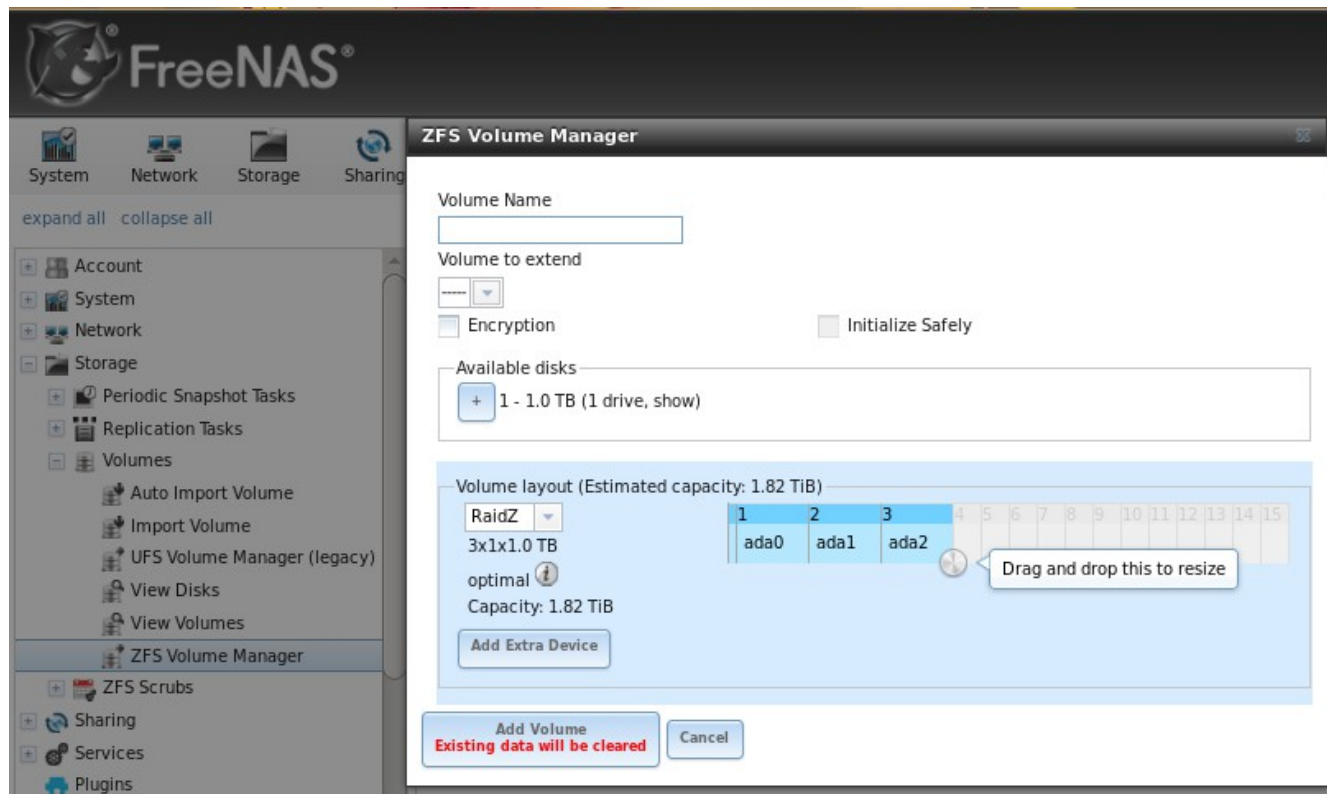 FreeNAS®
System Network Storage Sharing
expand all collapse all
Account
System
Network
Storage
Periodic Snapshot Tasks
Replication Tasks
Volumes
Auto Import Volume
Import Volume
UFS Volume Manager (legacy)
View Disks
View Volumes
ZFS Volume Manager
ZFS Scrubs
Sharing
Services
Plugins
ZFS Volume Manager
Volume Name
Volume to extend
-----
Encryption Initialize Safely
Available disks
+ 1 - 1.0 TB (1 drive, show)
Volume layout (Estimated capacity: 1.82 TiB)
RaidZ
3x1x1.0 TB
optimal i
Capacity: 1.82 TiB
Add Extra Device
1 2 3 4 5 6 7 8 9 10 11 12 13 14 15
ada0 ada1 ada2
Drag and drop this to resize
Add Volume
Existing data will be cleared
Cancel